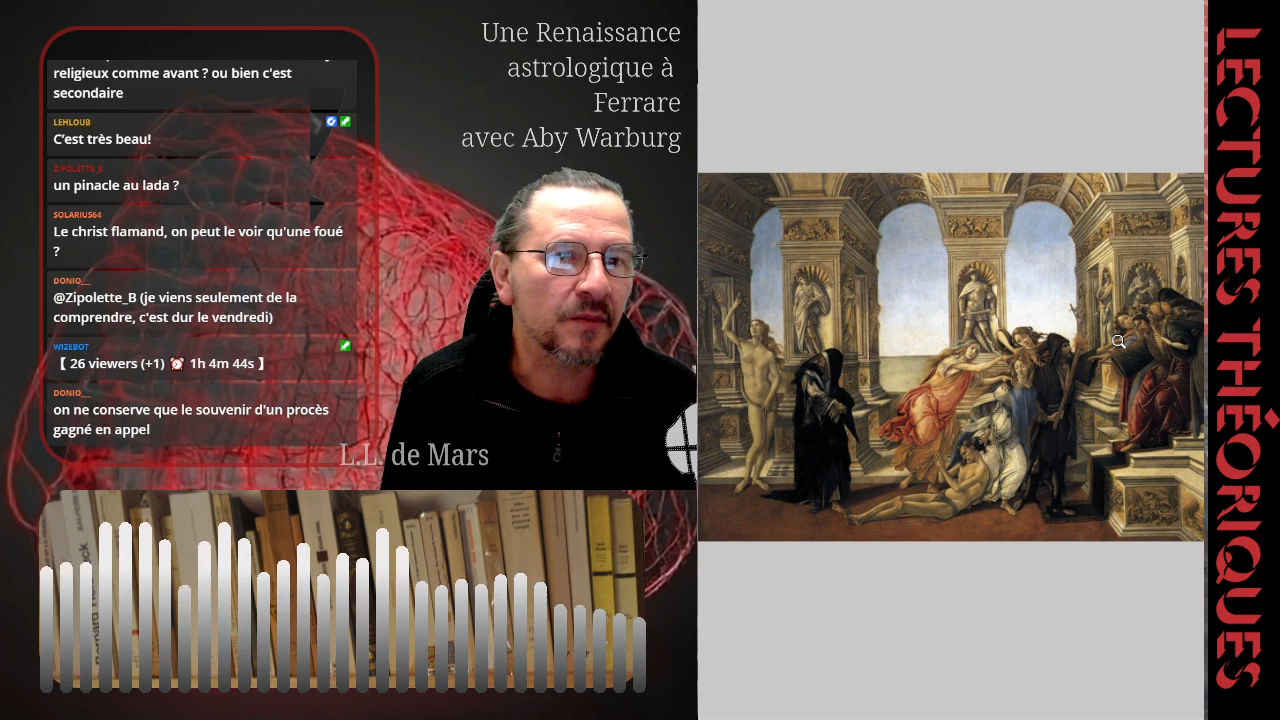 religieux comme avant ? ou bien c'est
secondaire
LEHLOUB
C'est très beau!
ZIPOLETTE_B
un pinacle au lada ?
SOLARIUS64
Le christ flamand, on peut le voir qu'une foué
?
DONIO__
@Zipolette_B (je viens seulement de la
comprendre, c'est dur le vendredi)
WIZEBOT
【 26 viewers (+1) ⏰ 1h 4m 44s 】
DONIO__
on ne conserve que le souvenir d'un procès
gagné en appel
Une Renaissance
astrologique à
Ferrare
avec Aby Warburg
L.L. de Mars
LECTURES THÉORIQUES